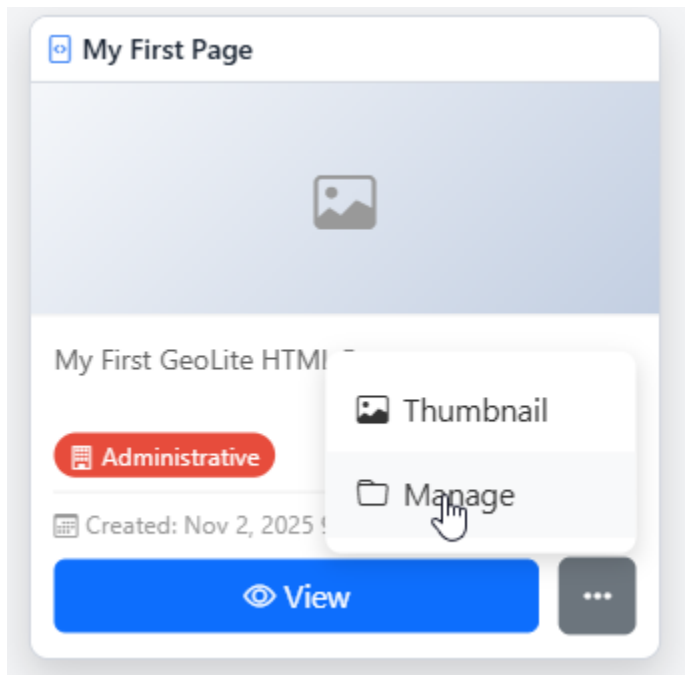 My First Page
My First GeoLite HTML
Thumbnail
Administrative
Manage
Created: Nov 2, 2025
View